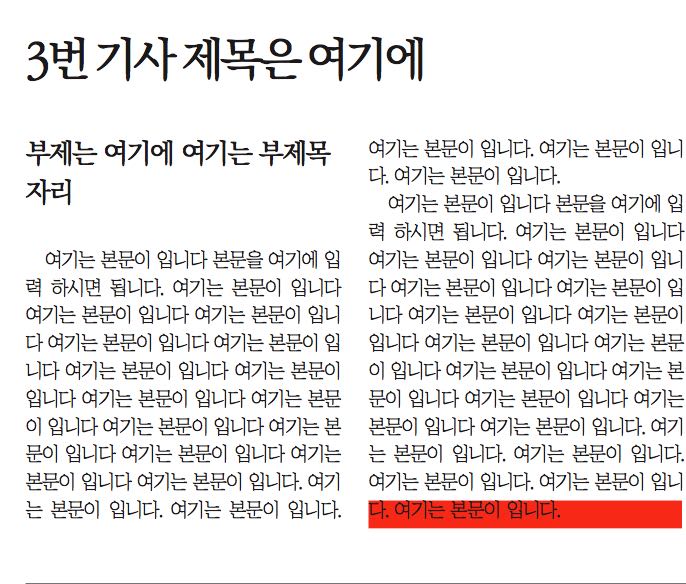 3번 기사 제목은 여기에
부제는 여기에 여기는 부제목
자리
여기는 본문이 입니다 본문을 여기에 입
력 하시면 됩니다. 여기는 본문이 입니다
여기는 본문이 입니다 여기는 본문이 입니
다 여기는 본문이 입니다 여기는 본문이 입
니다 여기는 본문이 입니다 여기는 본문이
입니다 여기는 본문이 입니다 여기는 본문
이 입니다 여기는 본문이 입니다 여기는 본
문이 입니다 여기는 본문이 입니다 여기는
본문이 입니다 여기는 본문이 입니다. 여기
는 본문이 입니다. 여기는 본문이 입니다.
여기는 본문이 입니다. 여기는 본문이 입니
다. 여기는 본문이 입니다.
여기는 본문이 입니다 본문을 여기에 입
력 하시면 됩니다. 여기는 본문이 입니다
여기는 본문이 입니다 여기는 본문이 입니
다 여기는 본문이 입니다 여기는 본문이 입
니다 여기는 본문이 입니다 여기는 본문이
입니다 여기는 본문이 입니다 여기는 본문
이 입니다 여기는 본문이 입니다 여기는 본
문이 입니다 여기는 본문이 입니다 여기는
본문이 입니다 여기는 본문이 입니다. 여기
는 본문이 입니다. 여기는 본문이 입니다.
여기는 본문이 입니다. 여기는 본문이 입니
다. 여기는 본문이 입니다.